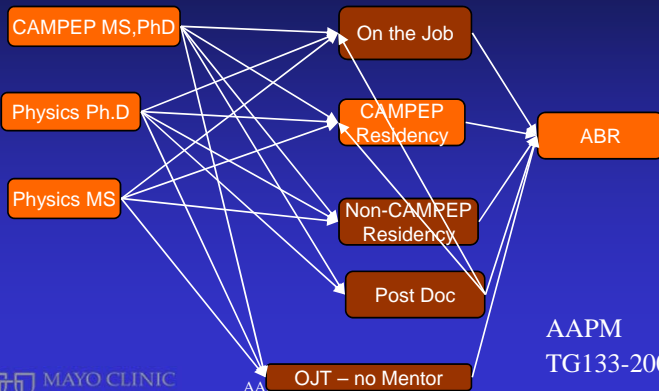 CAMPEP MS,PhD
On the Job
Physics Ph.D
CAMPEP
Residency
ABR
Physics MS
Non-CAMPEP
Residency
Post Doc
AAPM
MAYO CLINIC
OJT – no Mentor